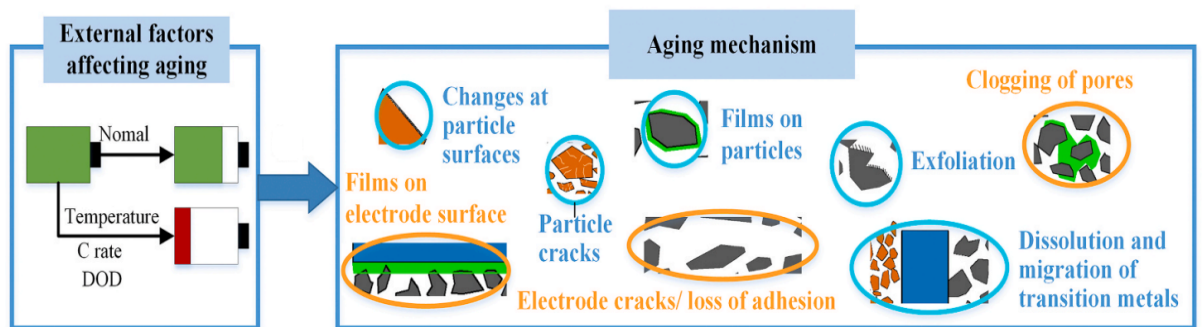 External factors
affecting aging
Nomal
Temperature
C rate
DOD
Aging mechanism
Changes at
particle
surfaces
Films on
particles
Clogging of pores
Exfoliation
Films on
electrode surface
Particle
cracks
Electrode cracks/ loss of adhesion
Dissolution and
migration of
transition metals